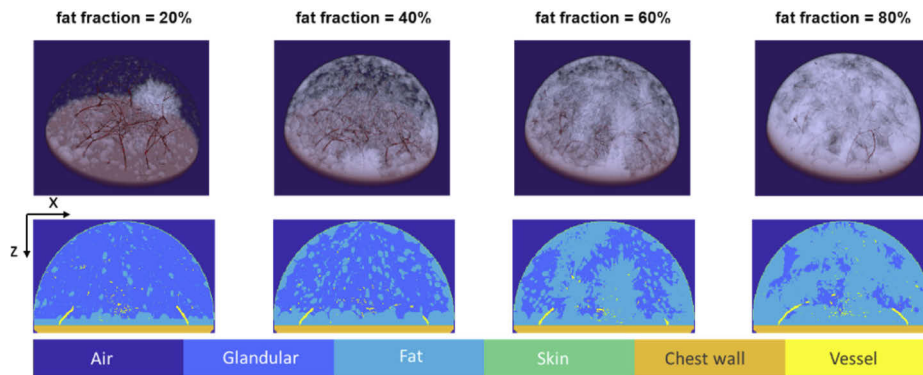 fat fraction = 20% fat fraction = 40% fat fraction = 60% fat fraction = 80%
X
Z
Air Glandular Fat Skin Chest wall Vessel